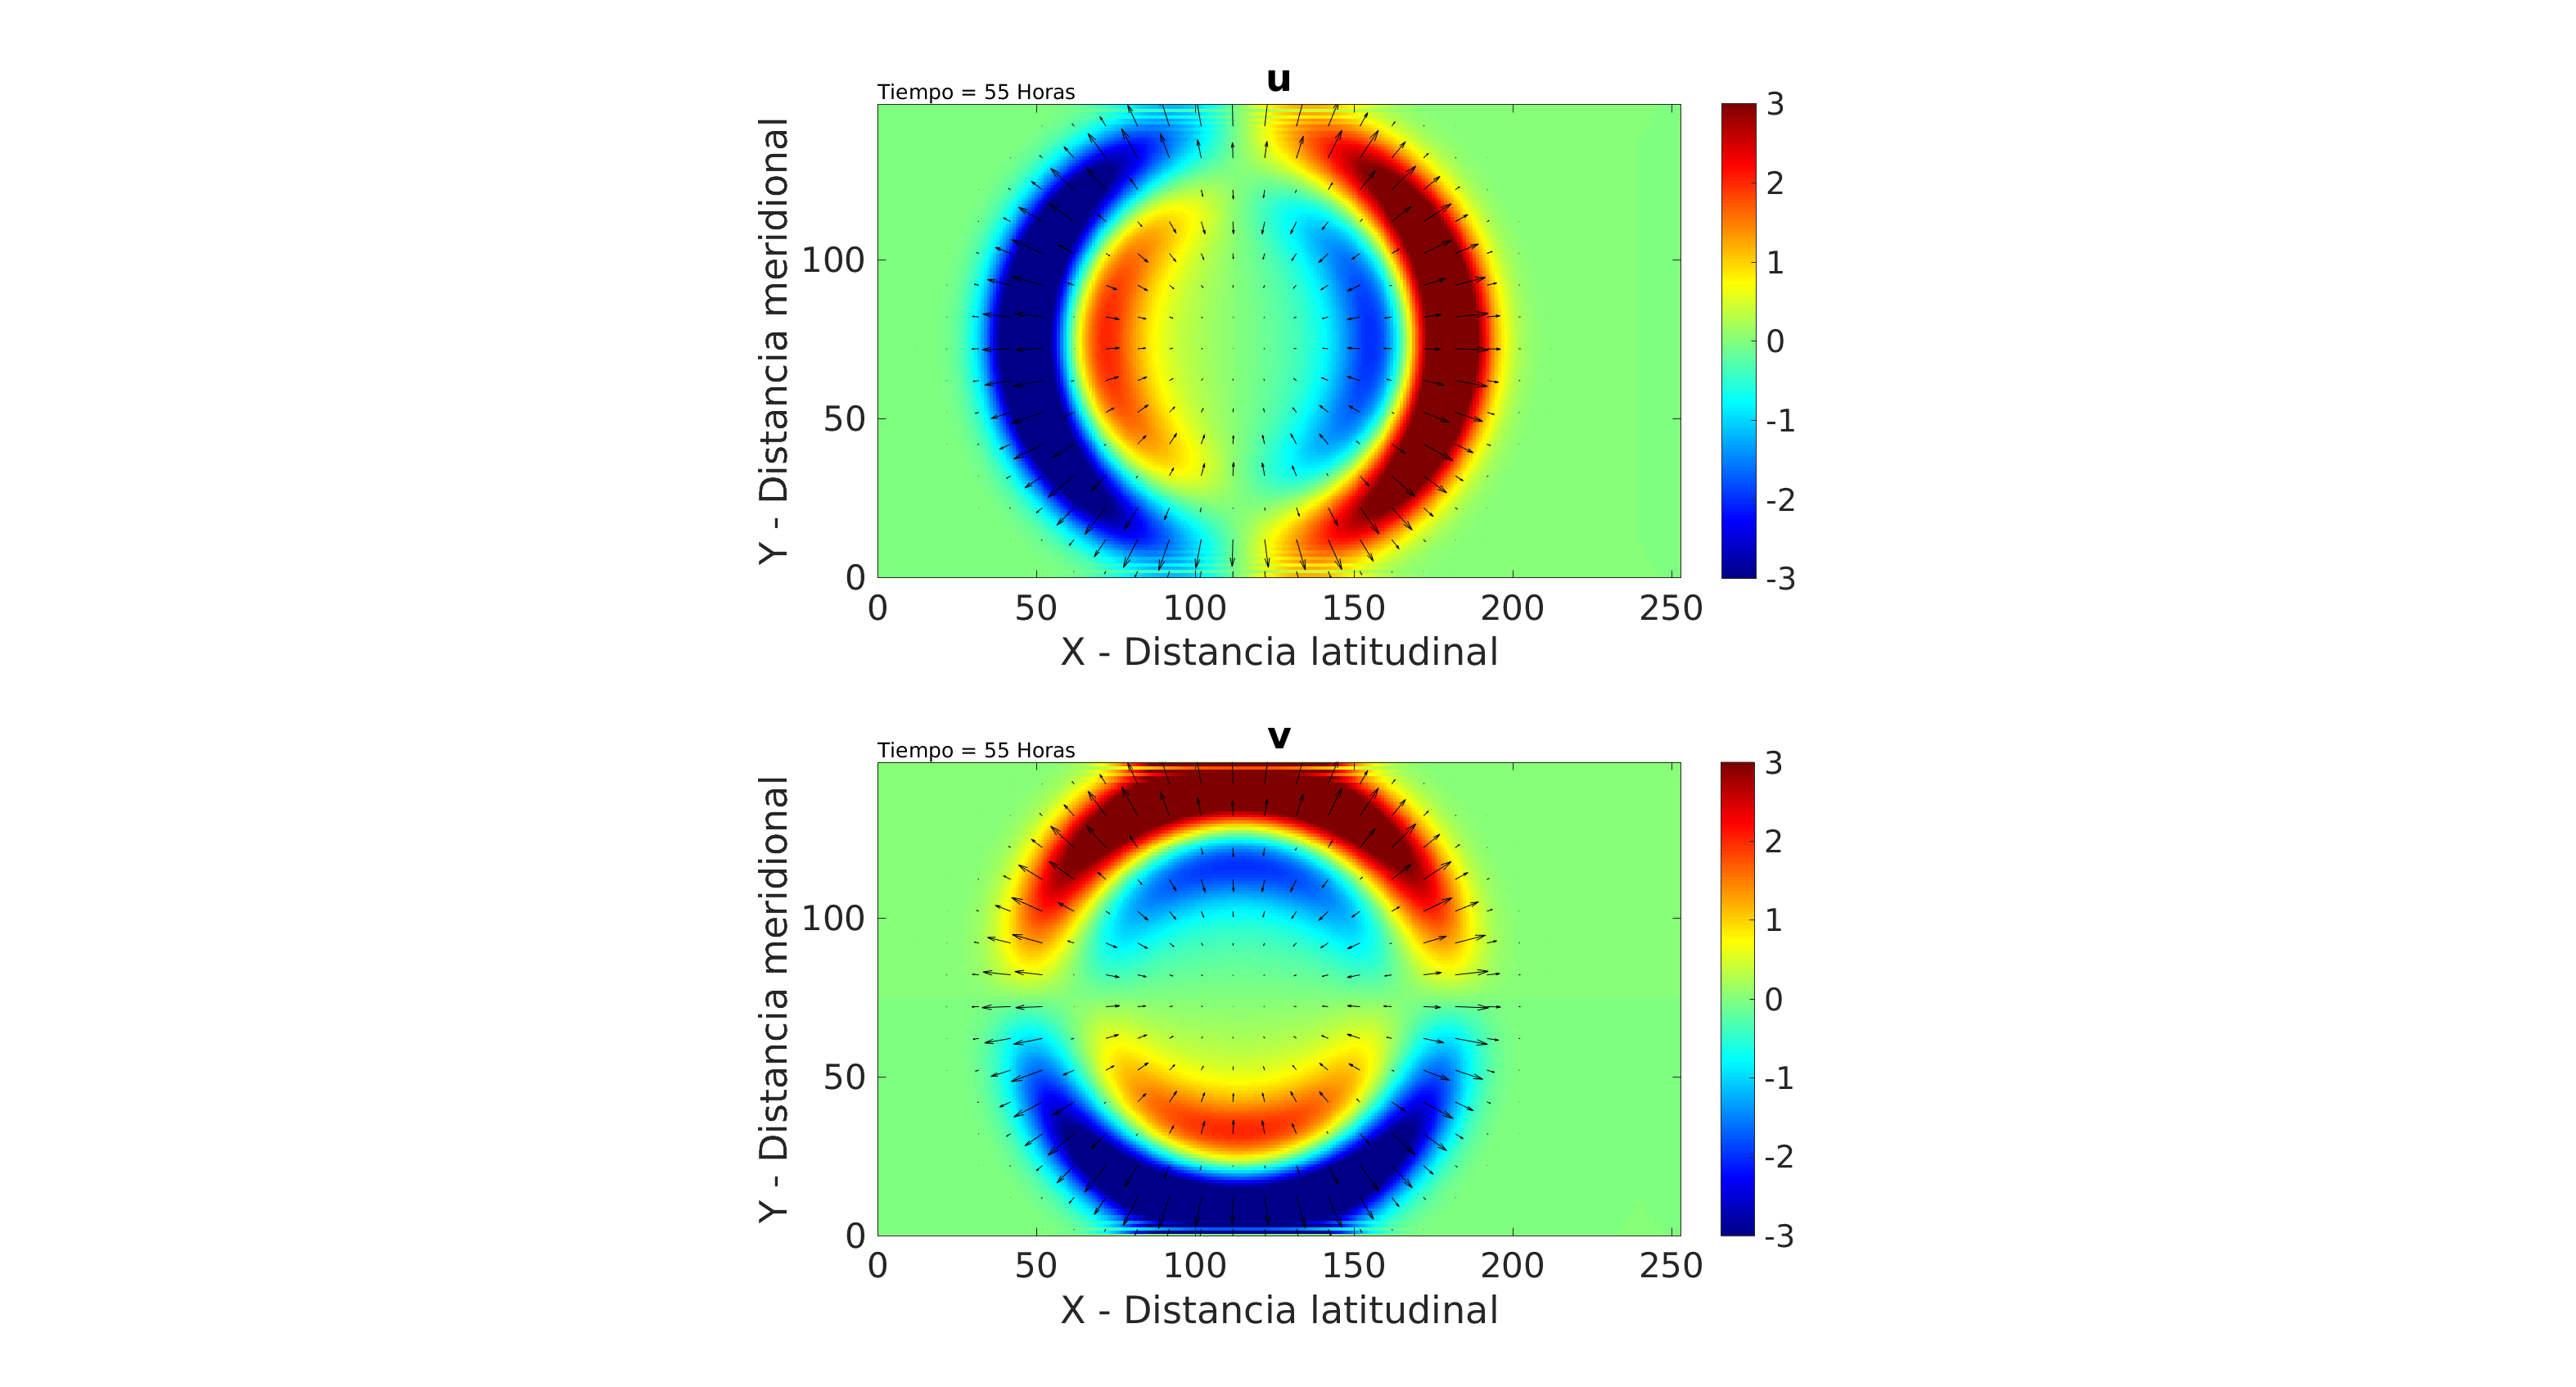 u
Tiempo = 55 Horas
Y - Distancia meridional
100
50
0
0 50 100 150 200 250
X - Distancia latitudinal
3
2
1
0
-1
-2
-3
v
Tiempo = 55 Horas
Y - Distancia meridional
100
50
0
0 50 100 150 200 250
X - Distancia latitudinal
3
2
1
0
-1
-2
-3